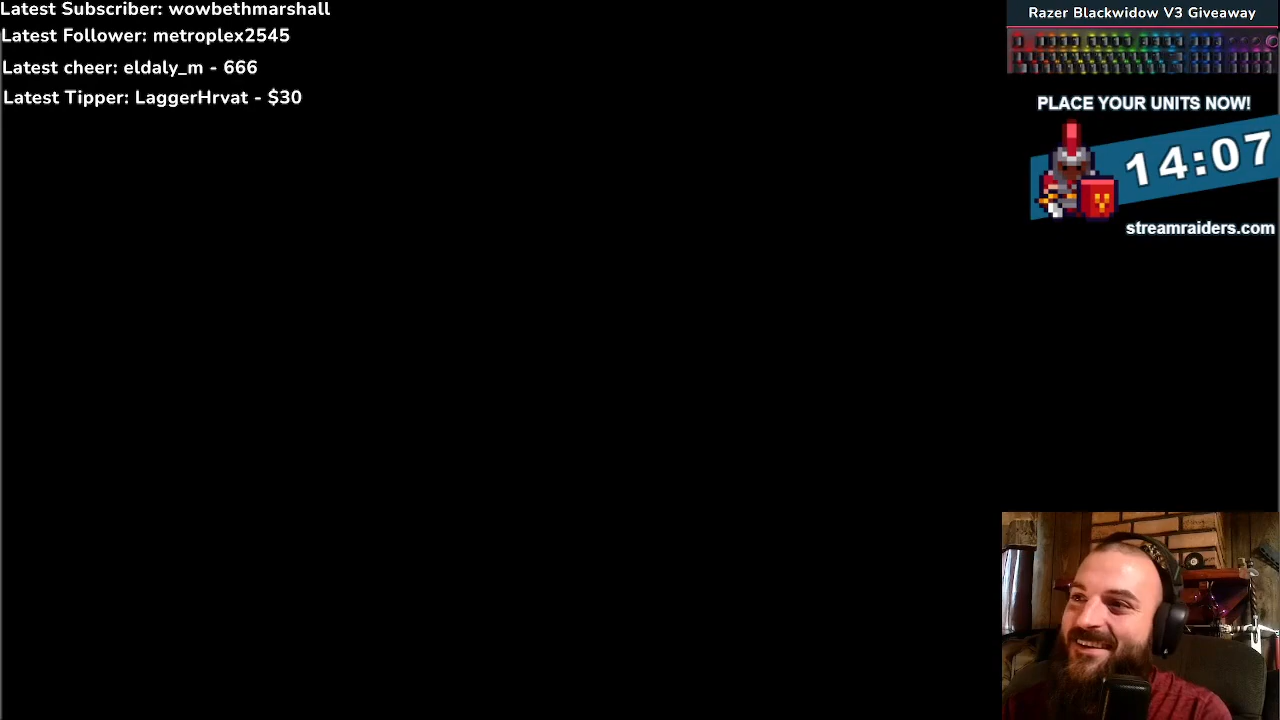 Latest Subscriber: wowbethmarshall
Latest Follower: metroplex2545
Latest cheer: eldaly_m - 666
Latest Tipper: LaggerHrvat - $30
Razer Blackwidow V3 Giveaway
PLACE YOUR UNITS NOW!
14:07
streamraiders.com